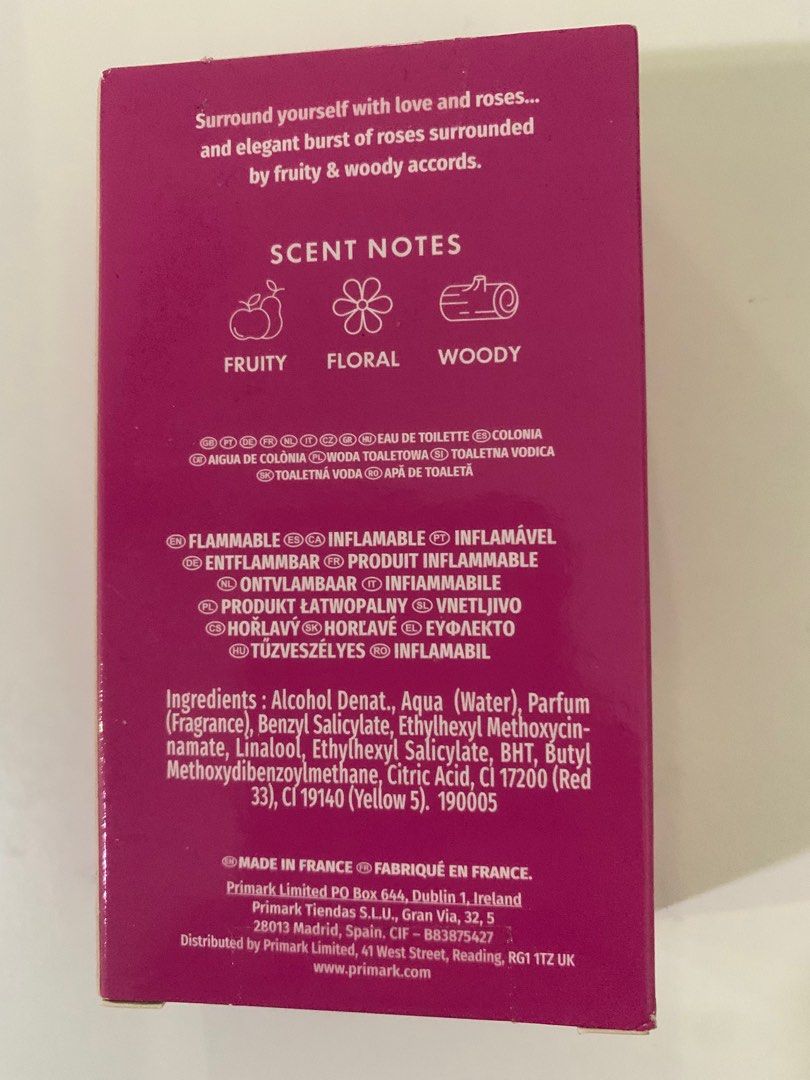 Surround yourself with love and roses...
and elegant burst of roses surrounded
by fruity & woody accords.
SCENT NOTES
FRUITY FLORAL WOODY
GB PT DE FR NL IT CZ GR HU EAU DE TOILETTE ES COLONIA
CAT AIGUA DE COLÒNIA PL WODA TOALETOWA SI TOALETNA VODICA
SK TOALETNÁ VODA RO APĂ DE TOALETĂ
EN FLAMMABLE ES CA INFLAMABLE PT INFLAMÁVEL
DE ENTFLAMMBAR FR PRODUIT INFLAMMABLE
NL ONTVLAMBAAR IT INFIAMMABILE
PL PRODUKT ŁATWOPALNY SL VNETLJIVO
CS HOŘLAVÝ SK HORĽAVÉ EL ΕΥΦΛΕΚΤΟ
HU TŰZVESZÉLYES RO INFLAMABIL
Ingredients : Alcohol Denat., Aqua (Water), Parfum
(Fragrance), Benzyl Salicylate, Ethylhexyl Methoxycin-
namate, Linalool, Ethylhexyl Salicylate, BHT, Butyl
Methoxydibenzoylmethane, Citric Acid, CI 17200 (Red
33), CI 19140 (Yellow 5). 190005
EN MADE IN FRANCE FR FABRIQUÉ EN FRANCE.
Primark Limited PO Box 644, Dublin 1, Ireland
Primark Tiendas S.L.U., Gran Via, 32, 5
28013 Madrid, Spain. CIF – B83875427
Distributed by Primark Limited, 41 West Street, Reading, RG1 1TZ UK
www.primark.com